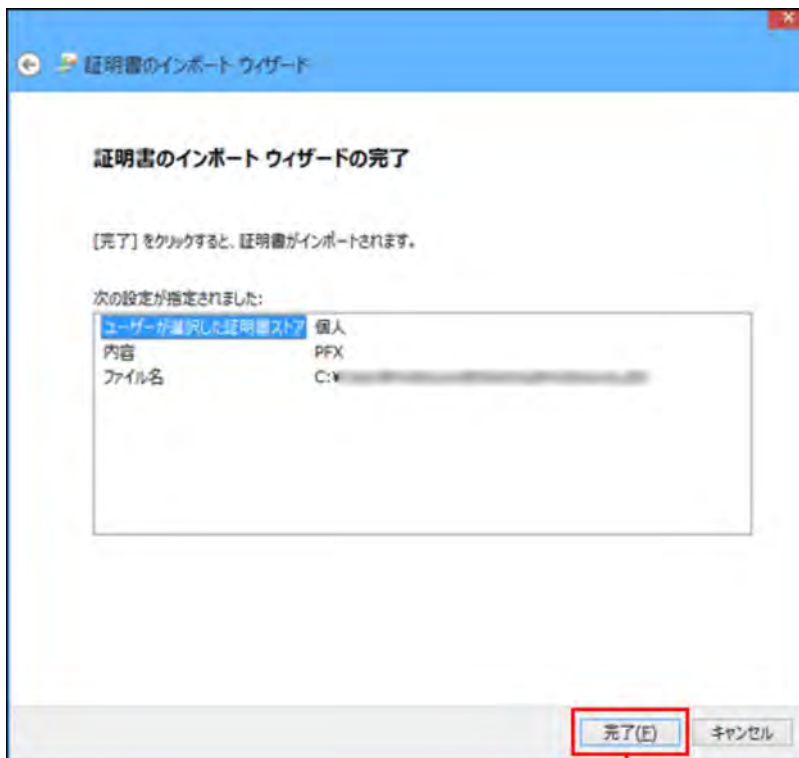 証明書のインポート ウィザード
証明書のインポート ウィザードの完了
[完了] をクリックすると、証明書がインポートされます。
次の設定が指定されました:
ユーザーが選択した証明書ストア 個人
内容 PFX
ファイル名 C:¥
完了(F) キャンセル